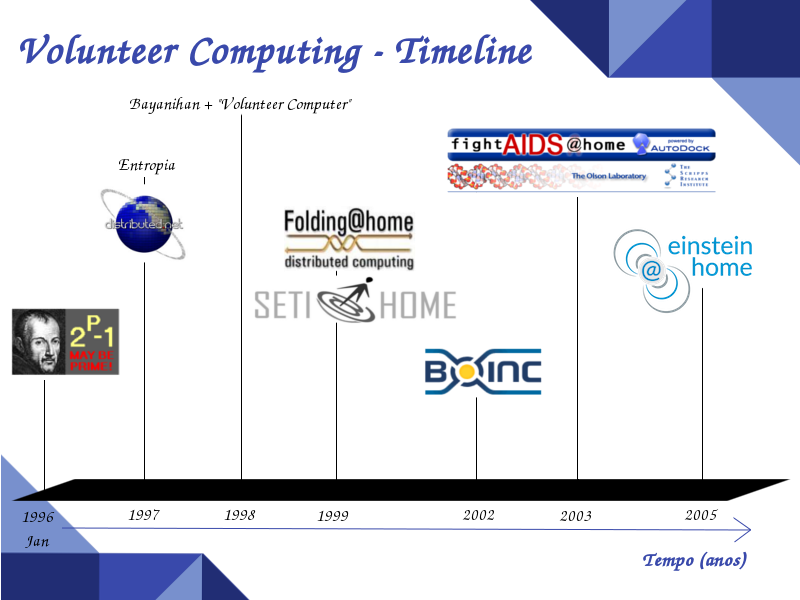 Volunteer Computing - Timeline
Bayanihan + "Volunteer Computer"
Entropia
distributed.net
fightAIDS@home
powered by
AUTODOCK
The Olson Laboratory
THE
SCRIPPS
RESEARCH
INSTITUTE
Folding@home
distributed computing
einstein
@
home
SETI HOME
2P-1
MAY BE
PRIME!
BOINC
1996
Jan
1997
1998
1999
2002
2003
2005
Tempo (anos)